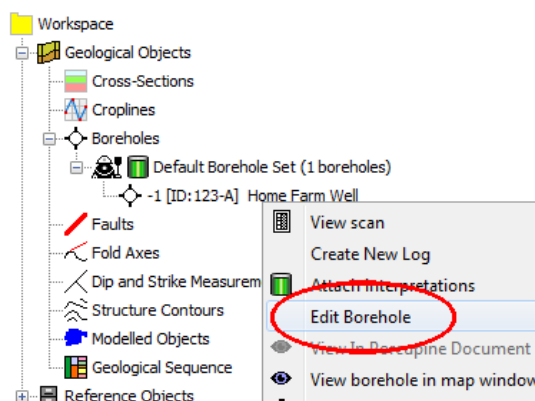 Workspace
Geological Objects
Cross-Sections
Croplines
Boreholes
Default Borehole Set (1 boreholes)
-1 [ID:123-A] Home Farm Well
Faults
Fold Axes
Dip and Strike Measurem
Structure Contours
Modelled Objects
Geological Sequence
Reference Objects
View scan
Create New Log
Attach Interpretations
Edit Borehole
View In Porcupine Document
View borehole in map window